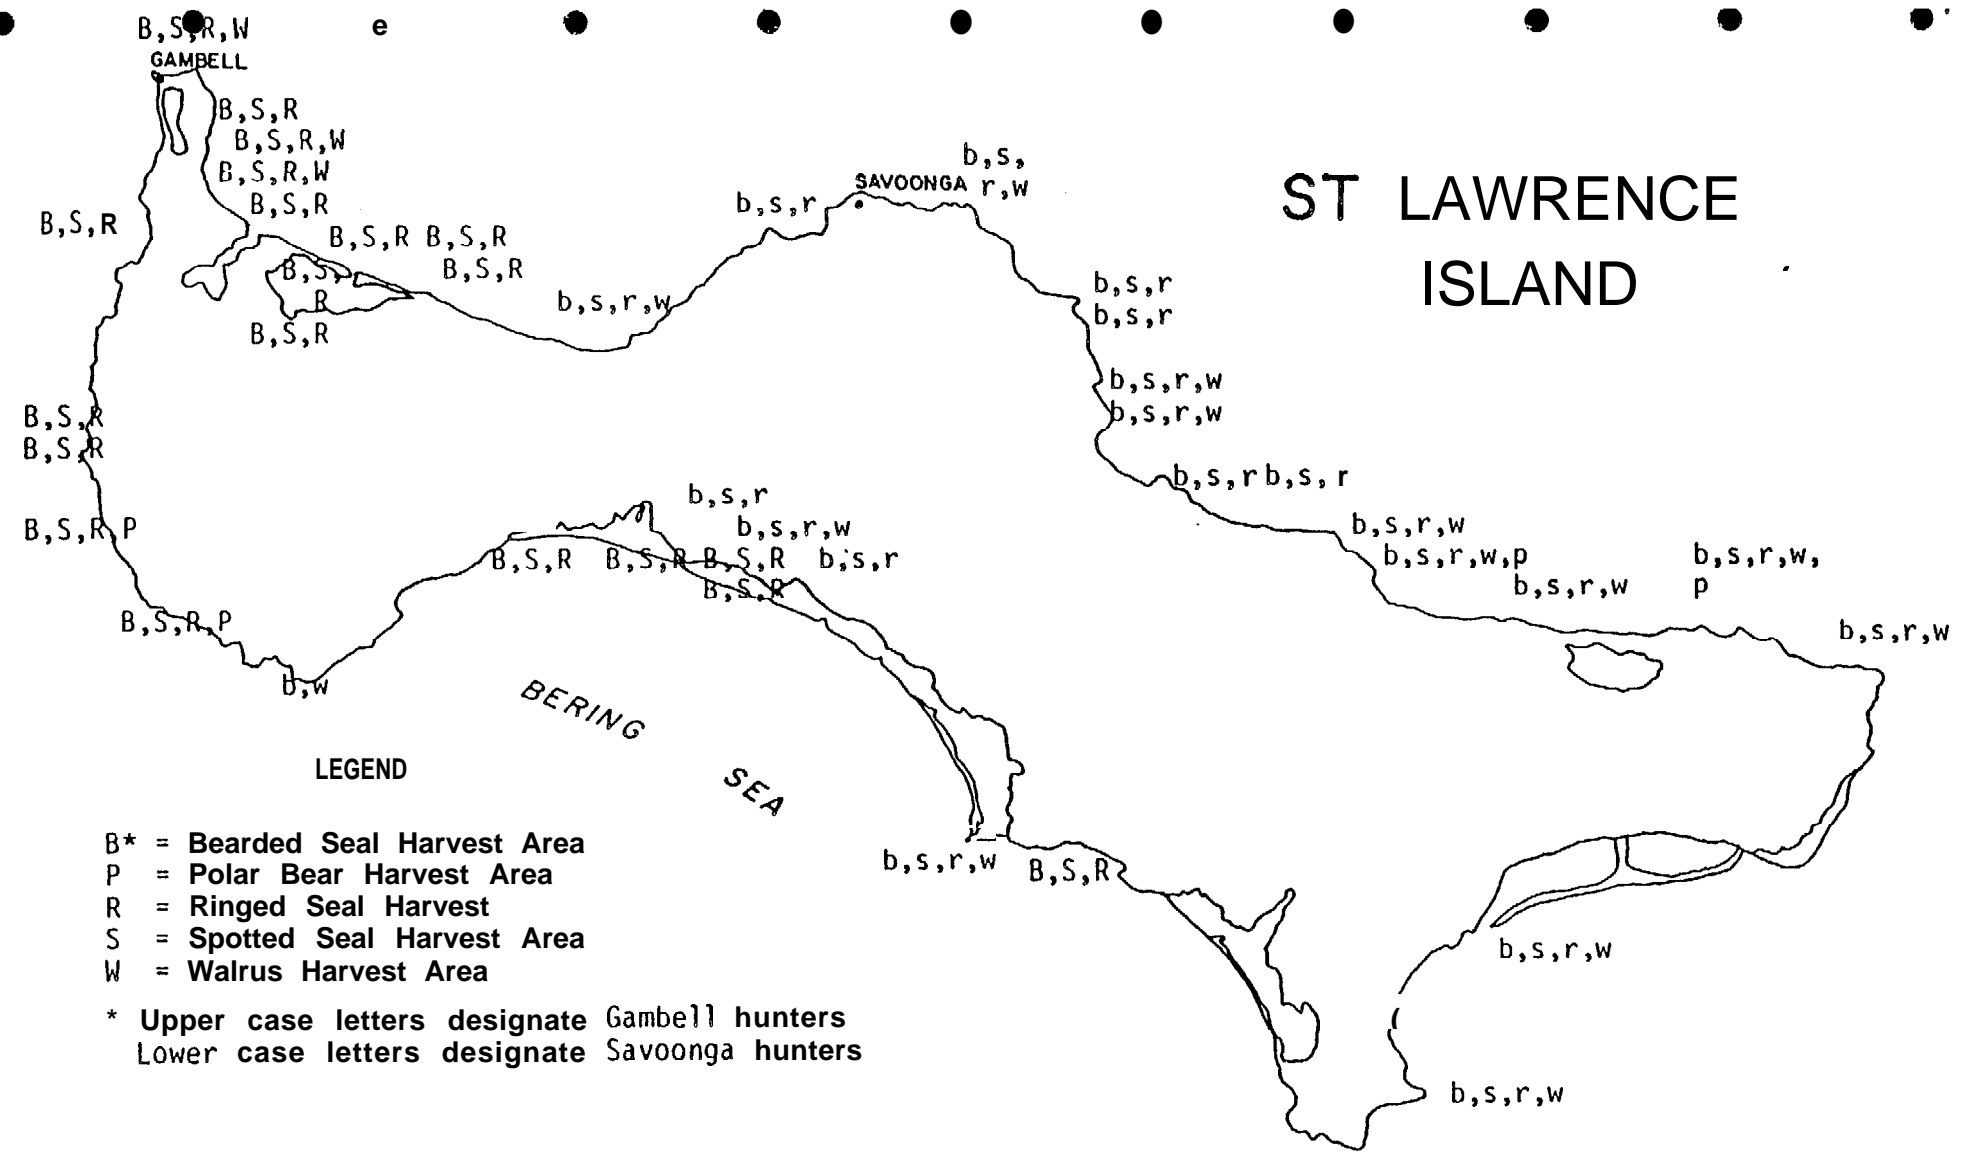 e
B,S,R,W
GAMBELL
B,S,R
B,S,R,W
B,S,R,W
B,S,R
B,S,R
B,S,R B,S,R
B,S,R
B,S,
R
B,S,R
b,s,r,w
b,s,r
SAVOONGA
b,s,
r,w
ST LAWRENCE
ISLAND
b,s,r
b,s,r
b,s,r,w
b,s,r,w
b,s,r b,s,r
B,S,R
B,S,R
B,S,R,P
B,S,R,P
b,w
b,s,r
b,s,r,w
B,S,R B,S,R B,S,R b,s,r
B,S,R
b,s,r,w
b,s,r,w,p
b,s,r,w
b,s,r,w,
p
b,s,r,w
BERING
SEA
b,s,r,w B,S,R
b,s,r,w
b,s,r,w
LEGEND
B* = Bearded Seal Harvest Area
P = Polar Bear Harvest Area
R = Ringed Seal Harvest
S = Spotted Seal Harvest Area
W = Walrus Harvest Area
* Upper case letters designate Gambell hunters
Lower case letters designate Savoonga hunters